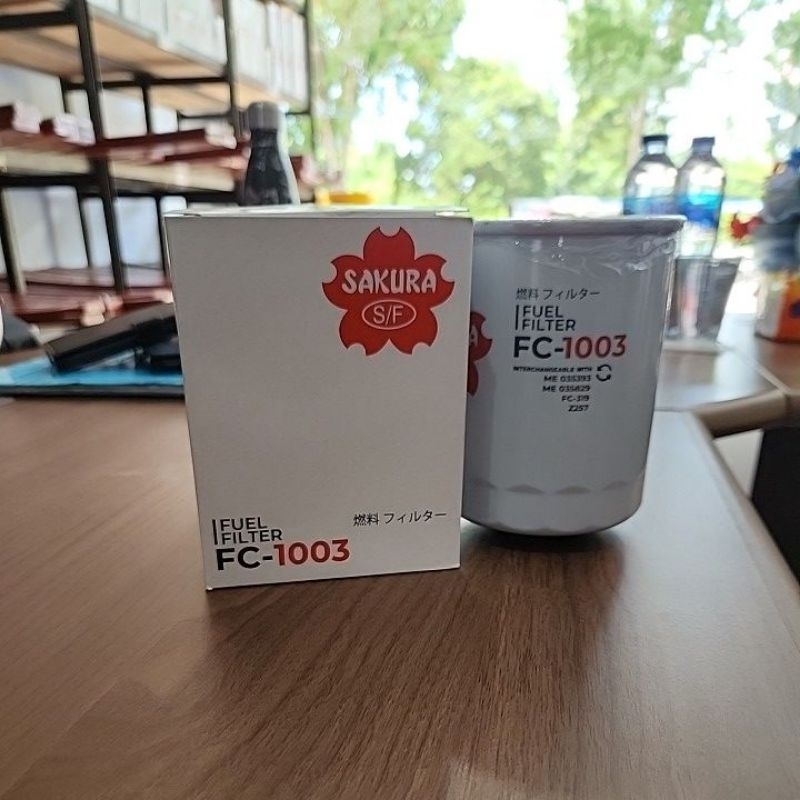 SAKURA
S/F
FUEL
FILTER
FC-1003
燃料 フィルター
燃料 フィルター
FUEL
FILTER
FC-1003
INTERCHANGEABLE WITH
ME 035393
ME 035829
FC-319
Z257